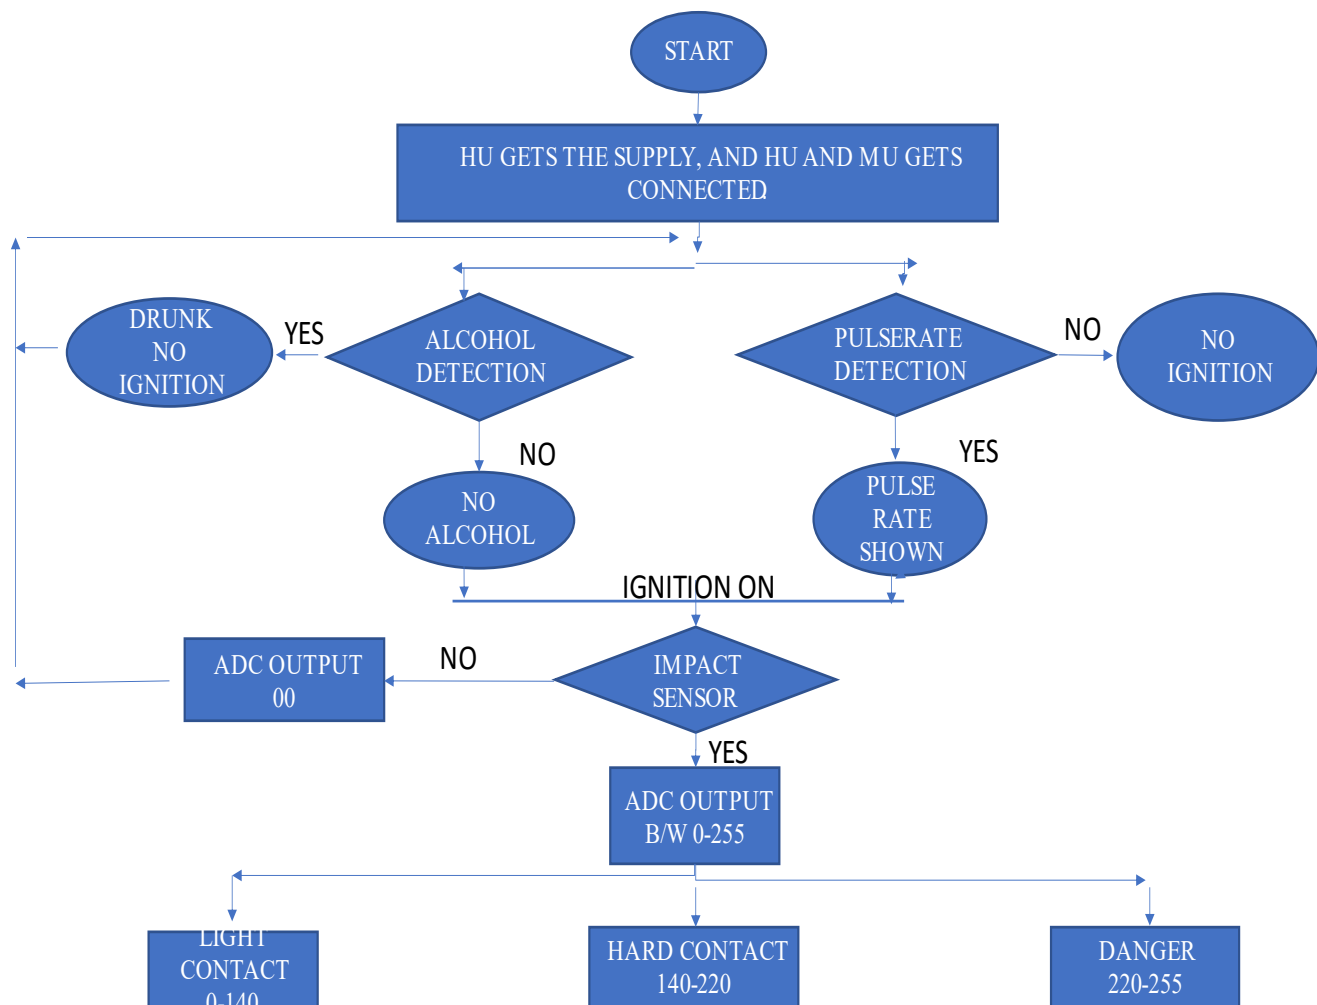 START
HU GETS THE SUPPLY, AND HU AND MU GETS
CONNECTED.
DRUNK
NO
IGNITION
YES
ALCOHOL
DETECTION
PULSERATE
DETECTION
NO
NO
IGNITION
NO
YES
NO
ALCOHOL
PULSE
RATE
SHOWN
IGNITION ON
ADC OUTPUT
00
NO
IMPACT
SENSOR
YES
ADC OUTPUT
B/W 0-255
LIGHT
CONTACT
0-140
HARD CONTACT
140-220
DANGER
220-255